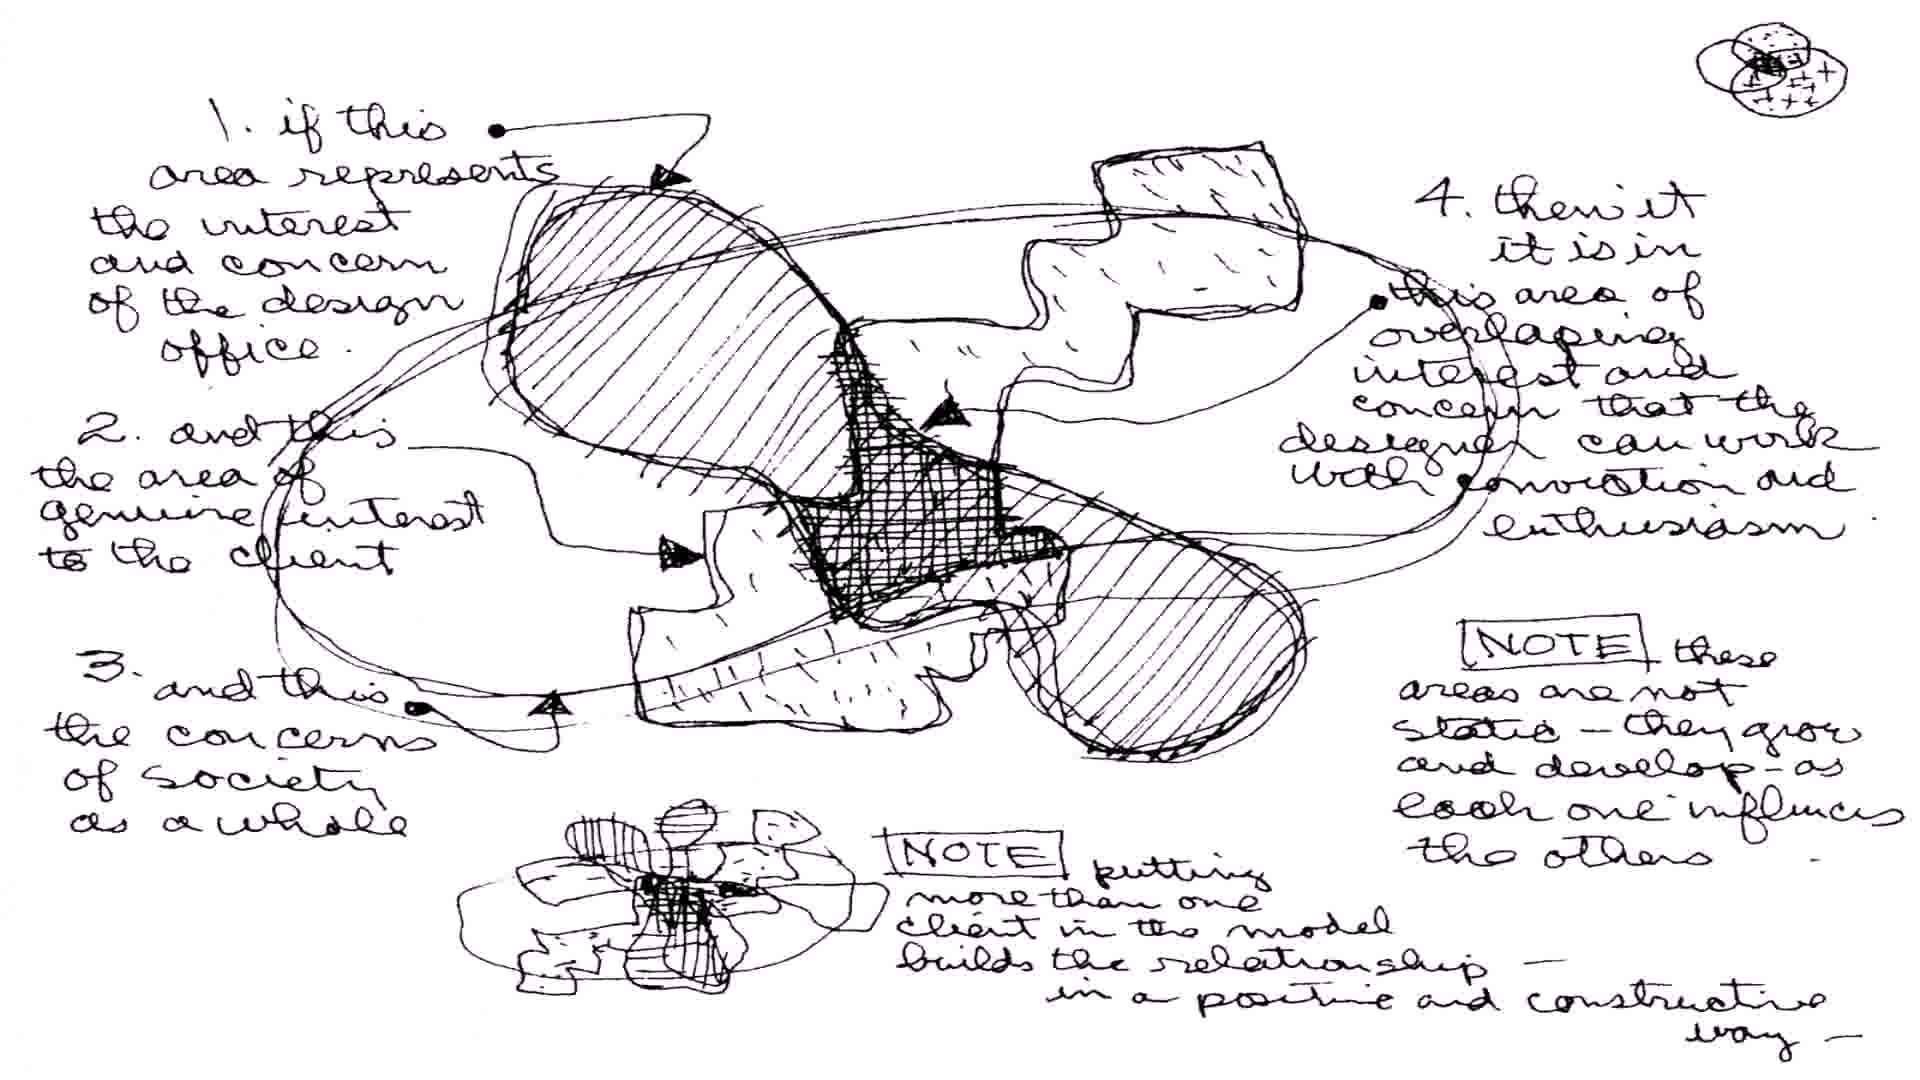 1. if this
area represents
the interest
and concern
of the design
office.
2. and this
the area of
genuine interest
to the client
3. and this
the concerns
of society
as a whole
4. then it
it is in
this area of
overlaping
interest and
concern that the
designer can work
with conviction and
enthusiasm.
NOTE these
areas are not
static – they grow
and develop – as
each one influences
the others
NOTE putting
more than one
client in the model
builds the relationship –
in a positive and constructive
way –